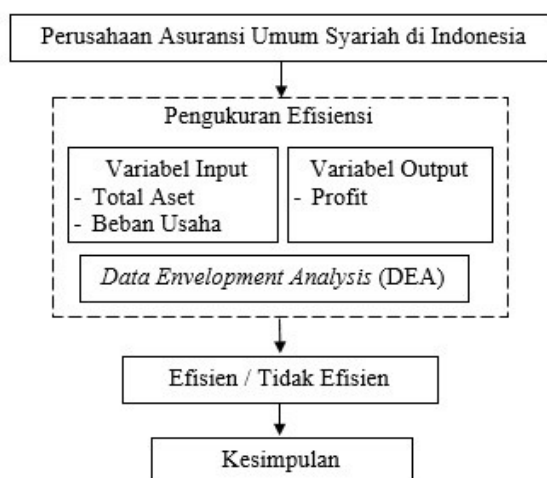 Perusahaan Asuransi Umum Syariah di Indonesia
Pengukuran Efisiensi
Variabel Input
- Total Aset
- Beban Usaha
Variabel Output
- Profit
Data Envelopment Analysis (DEA)
Efisien / Tidak Efisien
Kesimpulan